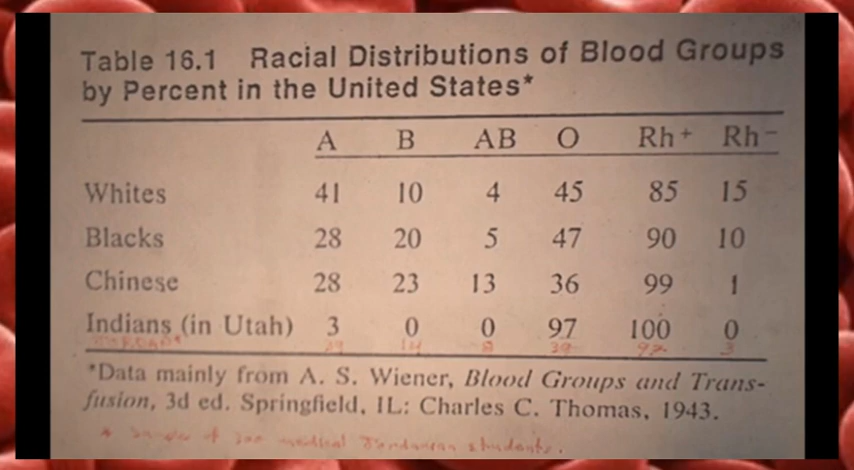 Table 16.1 Racial Distributions of Blood Groups
by Percent in the United States*
A B AB O Rh+ Rh−
Whites 41 10 4 45 85 15
Blacks 28 20 5 47 90 10
Chinese 28 23 13 36 99 1
Indians (in Utah) 3 0 0 97 100 0
*Data mainly from A. S. Wiener, Blood Groups and Trans-
fusion, 3d ed. Springfield, IL: Charles C. Thomas, 1943.
* of medical students.